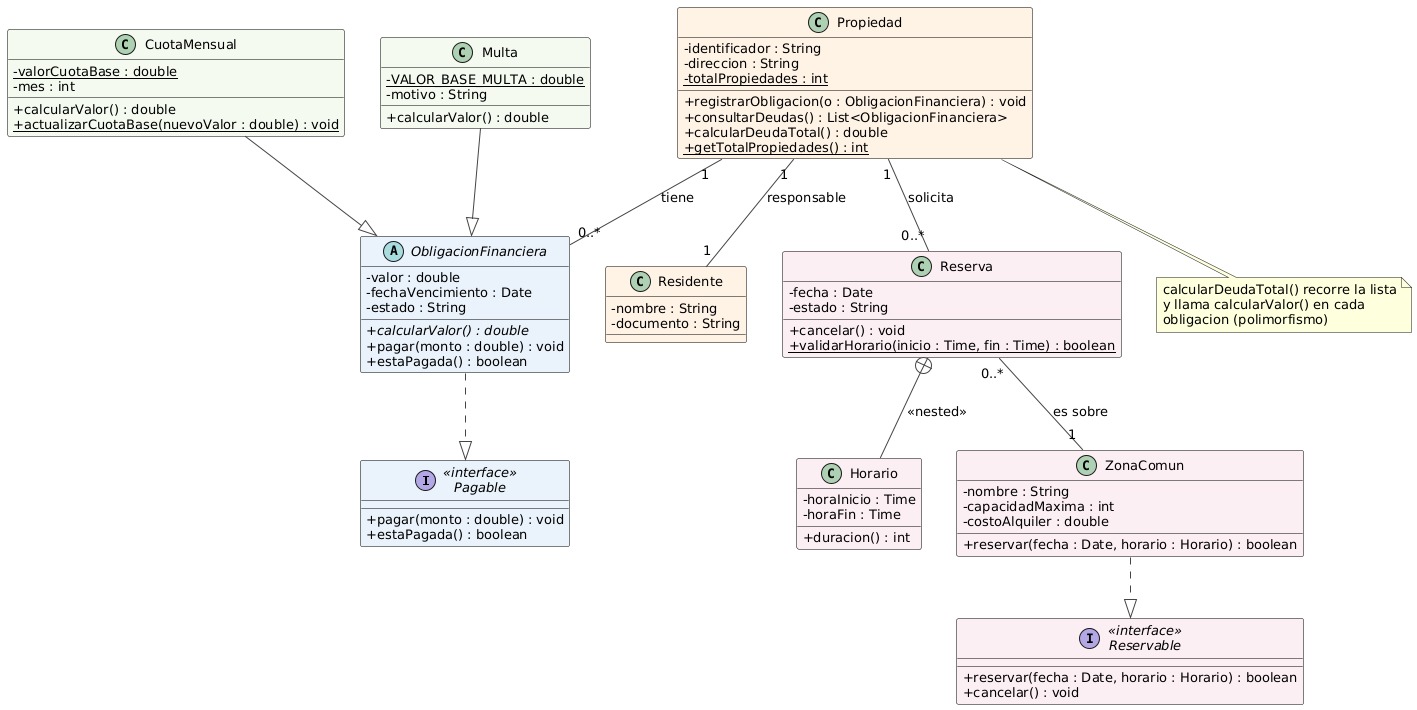 C CuotaMensual
-valorCuotaBase : double
-mes : int
+calcularValor() : double
+actualizarCuotaBase(nuevoValor : double) : void
C Multa
-VALOR_BASE_MULTA : double
-motivo : String
+calcularValor() : double
C Propiedad
-identificador : String
-direccion : String
-totalPropiedades : int
+registrarObligacion(o : ObligacionFinanciera) : void
+consultarDeudas() : List<ObligacionFinanciera>
+calcularDeudaTotal() : double
+getTotalPropiedades() : int
1
tiene
0..*
1
responsable
1
1
solicita
0..*
A ObligacionFinanciera
-valor : double
-fechaVencimiento : Date
-estado : String
+calcularValor() : double
+pagar(monto : double) : void
+estaPagada() : boolean
C Residente
-nombre : String
-documento : String
C Reserva
-fecha : Date
-estado : String
+cancelar() : void
+validarHorario(inicio : Time, fin : Time) : boolean
calcularDeudaTotal() recorre la lista
y llama calcularValor() en cada
obligacion (polimorfismo)
«nested»
0..*
es sobre
1
I «interface»
Pagable
+pagar(monto : double) : void
+estaPagada() : boolean
C Horario
-horaInicio : Time
-horaFin : Time
+duracion() : int
C ZonaComun
-nombre : String
-capacidadMaxima : int
-costoAlquiler : double
+reservar(fecha : Date, horario : Horario) : boolean
I «interface»
Reservable
+reservar(fecha : Date, horario : Horario) : boolean
+cancelar() : void